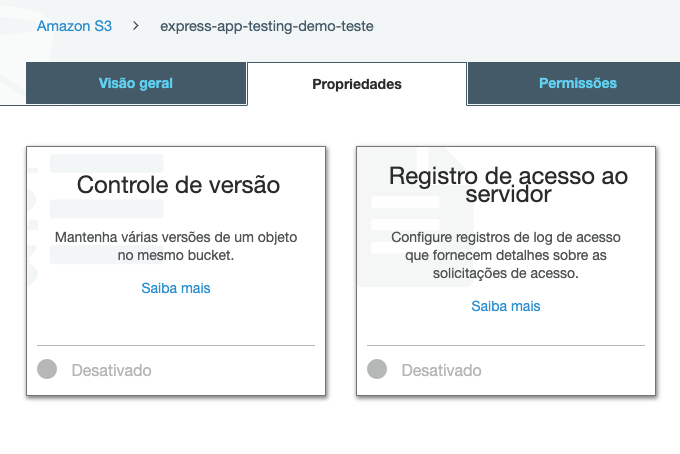 Amazon S3 > express-app-testing-demo-teste
Visão geral Propriedades Permissões
Controle de versão
Mantenha várias versões de um objeto
no mesmo bucket.
Saiba mais
Desativado
Registro de acesso ao
servidor
Configure registros de log de acesso
que fornecem detalhes sobre as
solicitações de acesso.
Saiba mais
Desativado